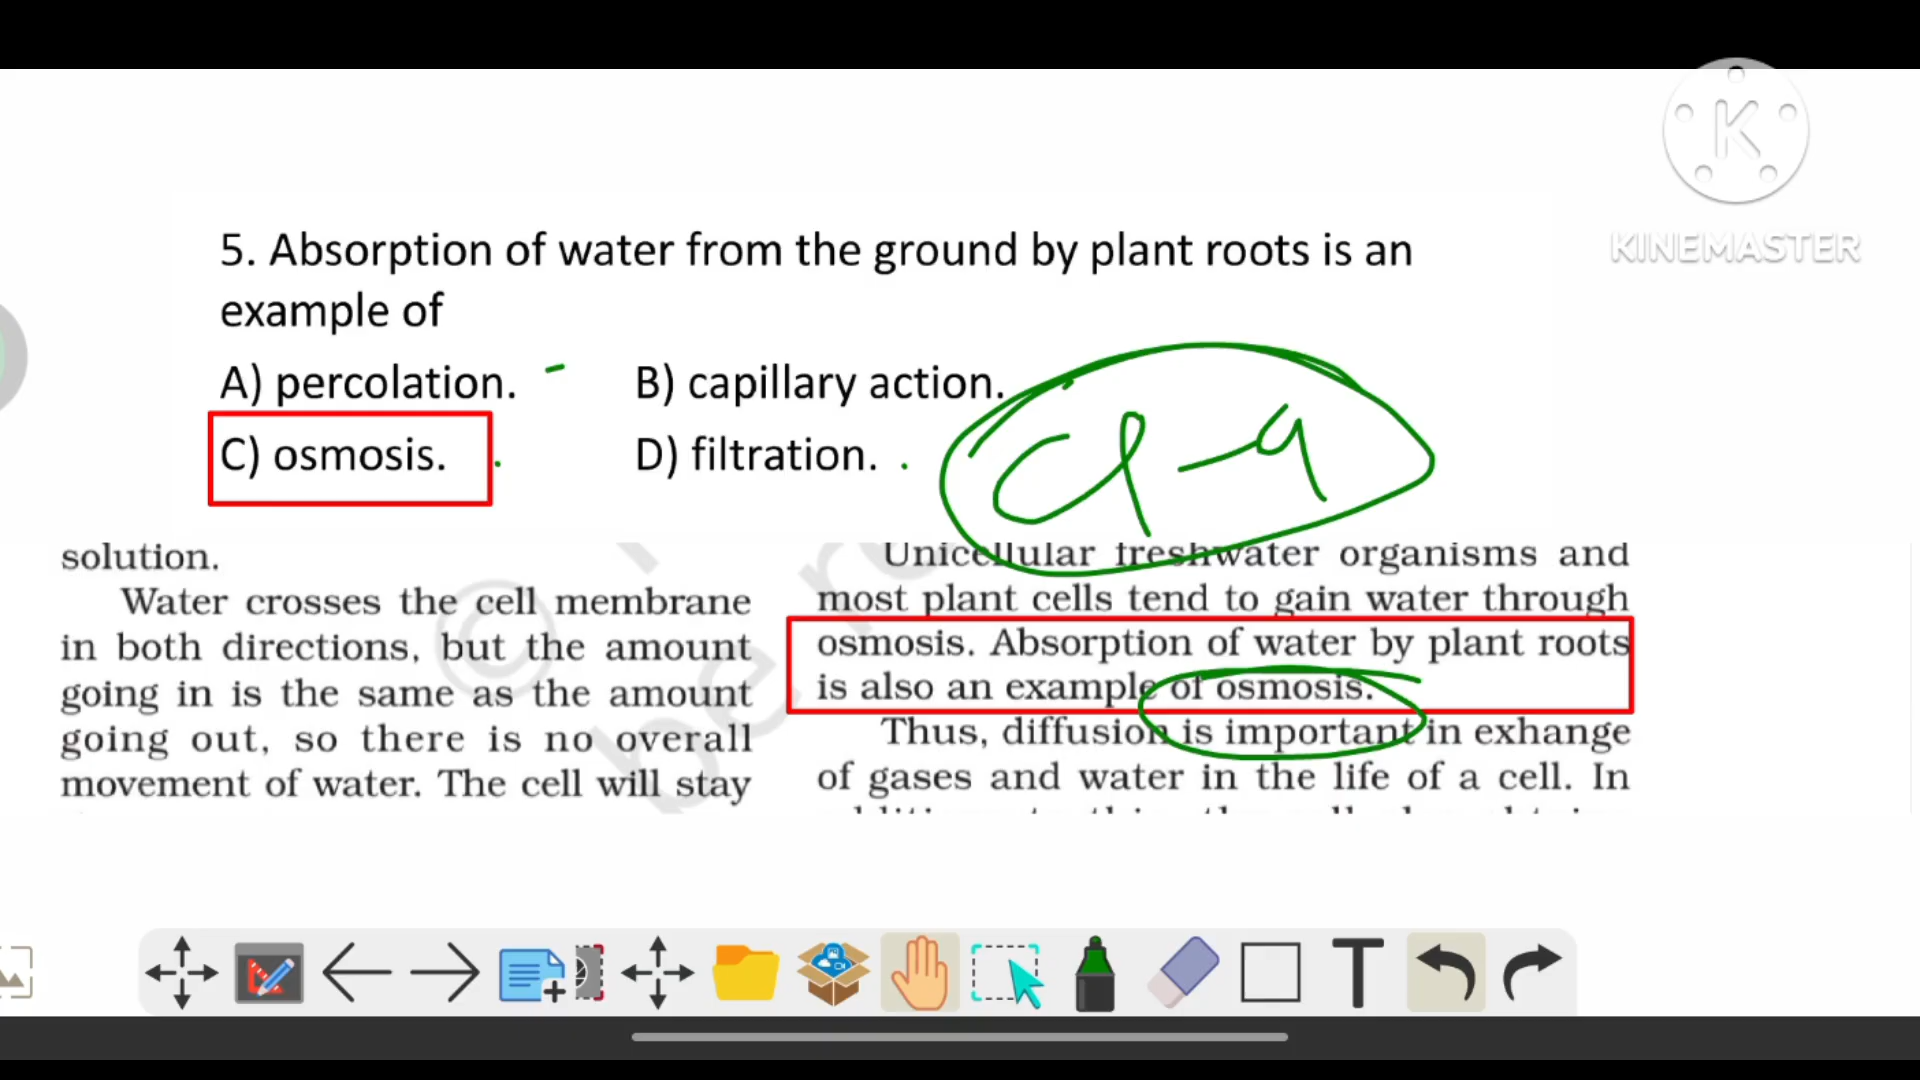 KINEMASTER
5. Absorption of water from the ground by plant roots is an
example of
A) percolation.
B) capillary action.
C) osmosis.
D) filtration.
cl-9
solution.
Water crosses the cell membrane
in both directions, but the amount
going in is the same as the amount
going out, so there is no overall
movement of water. The cell will stay
Unicellular freshwater organisms and
most plant cells tend to gain water through
osmosis. Absorption of water by plant roots
is also an example of osmosis.
Thus, diffusion is important in exhange
of gases and water in the life of a cell. In